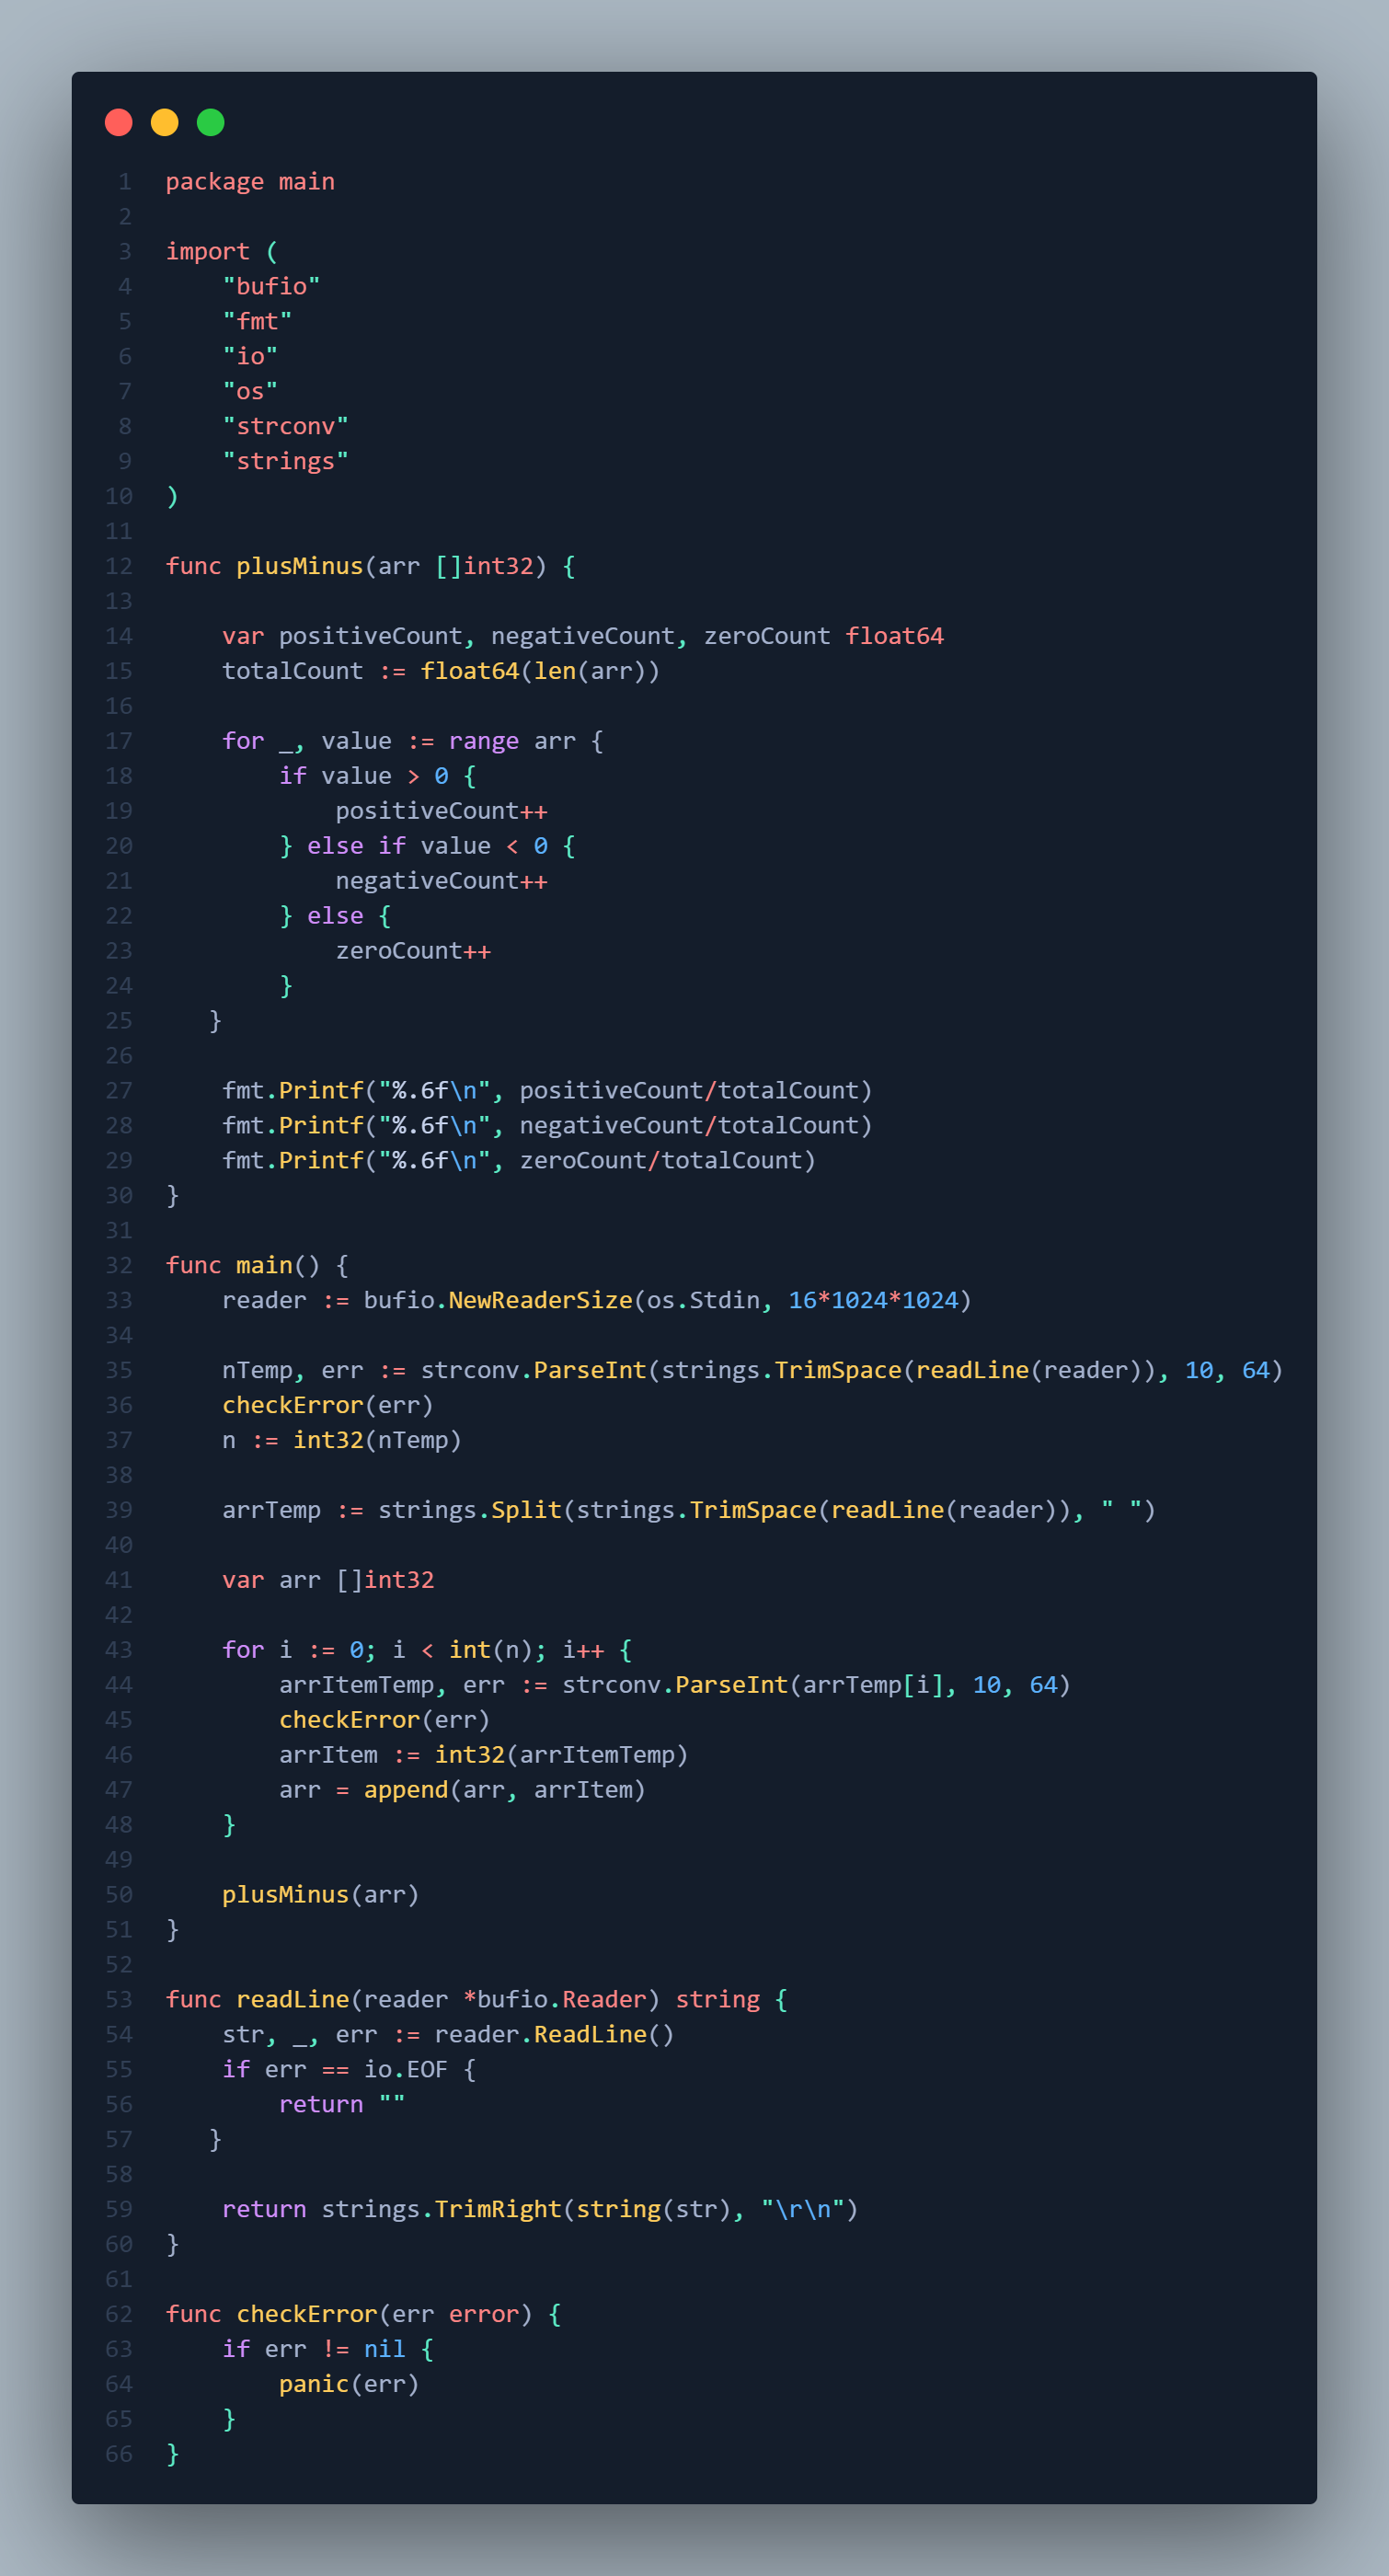 1 package main
2
3 import (
4     "bufio"
5     "fmt"
6     "io"
7     "os"
8     "strconv"
9     "strings"
10 )
11
12 func plusMinus(arr []int32) {
13
14     var positiveCount, negativeCount, zeroCount float64
15     totalCount := float64(len(arr))
16
17     for _, value := range arr {
18         if value > 0 {
19             positiveCount++
20         } else if value < 0 {
21             negativeCount++
22         } else {
23             zeroCount++
24         }
25    }
26
27     fmt.Printf("%.6f\n", positiveCount/totalCount)
28     fmt.Printf("%.6f\n", negativeCount/totalCount)
29     fmt.Printf("%.6f\n", zeroCount/totalCount)
30 }
31
32 func main() {
33     reader := bufio.NewReaderSize(os.Stdin, 16*1024*1024)
34
35     nTemp, err := strconv.ParseInt(strings.TrimSpace(readLine(reader)), 10, 64)
36     checkError(err)
37     n := int32(nTemp)
38
39     arrTemp := strings.Split(strings.TrimSpace(readLine(reader)), " ")
40
41     var arr []int32
42
43     for i := 0; i < int(n); i++ {
44         arrItemTemp, err := strconv.ParseInt(arrTemp[i], 10, 64)
45         checkError(err)
46         arrItem := int32(arrItemTemp)
47         arr = append(arr, arrItem)
48     }
49
50     plusMinus(arr)
51 }
52
53 func readLine(reader *bufio.Reader) string {
54     str, _, err := reader.ReadLine()
55     if err == io.EOF {
56         return ""
57    }
58
59     return strings.TrimRight(string(str), "\r\n")
60 }
61
62 func checkError(err error) {
63     if err != nil {
64         panic(err)
65     }
66 }